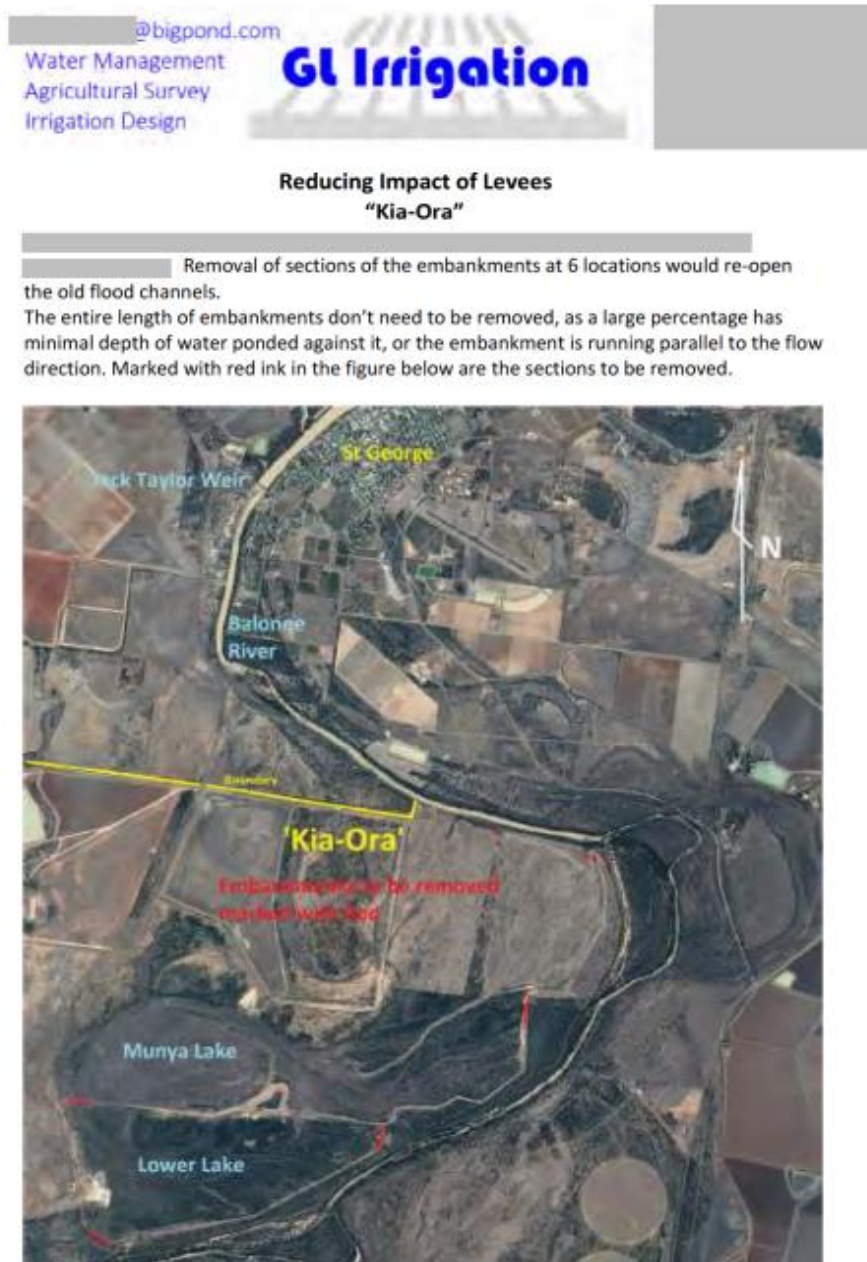 @bigpond.com
Water Management
Agricultural Survey
Irrigation Design
GL Irrigation
Reducing Impact of Levees
“Kia-Ora”
Removal of sections of the embankments at 6 locations would re-open
the old flood channels.
The entire length of embankments don’t need to be removed, as a large percentage has
minimal depth of water ponded against it, or the embankment is running parallel to the flow
direction. Marked with red ink in the figure below are the sections to be removed.
St George
Jack Taylor Weir
N
Balonne
River
Boundary
'Kia-Ora'
Embankments to be removed
marked with Red
Munya Lake
Lower Lake